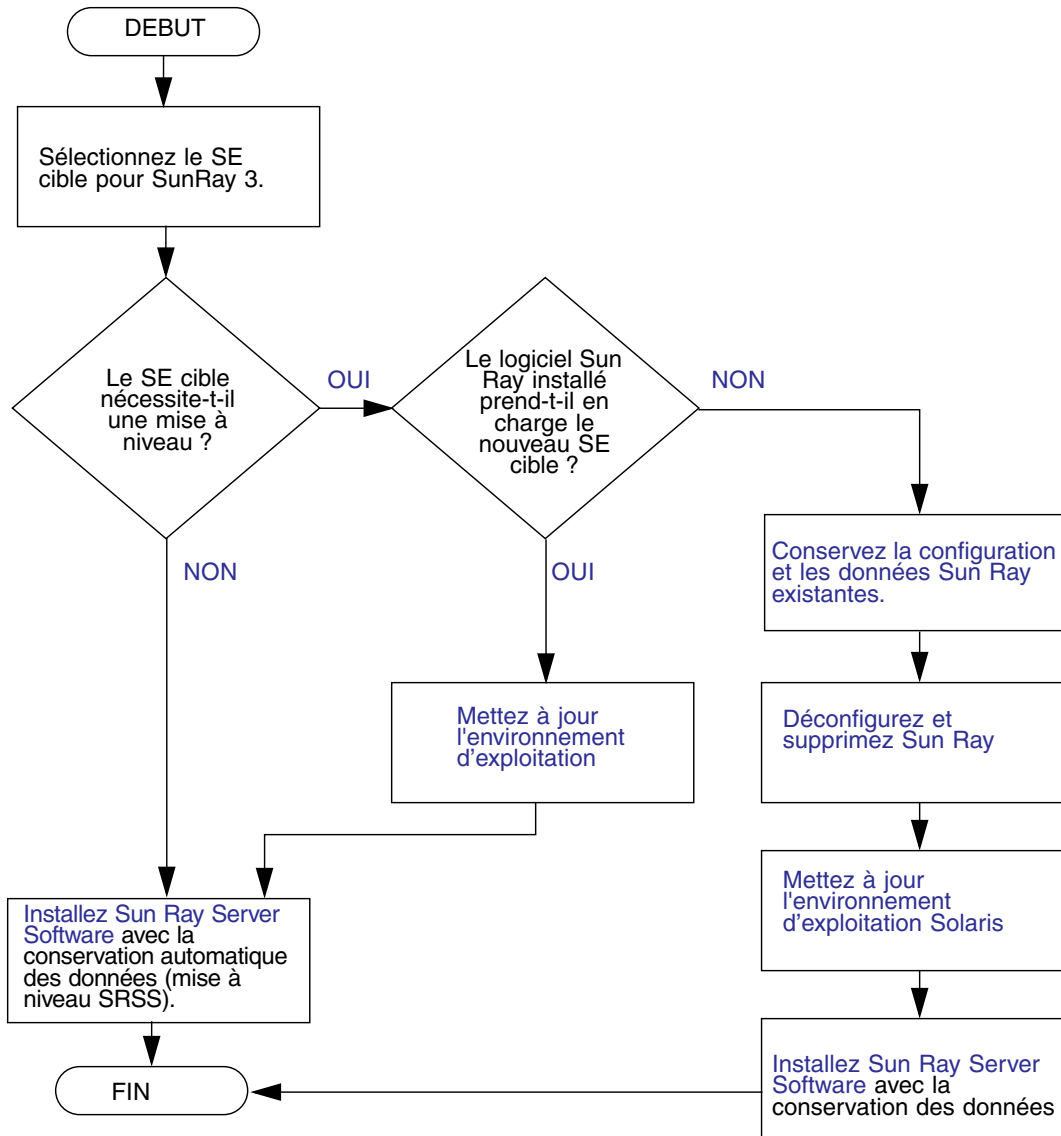 DEBUT
Sélectionnez le SE
cible pour SunRay 3.
Le SE cible
nécessite-t-il
une mise à
niveau ?
OUI
Le logiciel Sun
Ray installé
prend-t-il en
charge le
nouveau SE
cible ?
NON
NON
OUI
Conservez la configuration
et les données Sun Ray
existantes.
Mettez à jour
l'environnement
d'exploitation
Déconfigurez et
supprimez Sun Ray
Mettez à jour
l'environnement
d'exploitation Solaris
Installez Sun Ray Server
Software avec la
conservation automatique
des données (mise à
niveau SRSS).
Installez Sun Ray Server
Software avec la
conservation des données
FIN